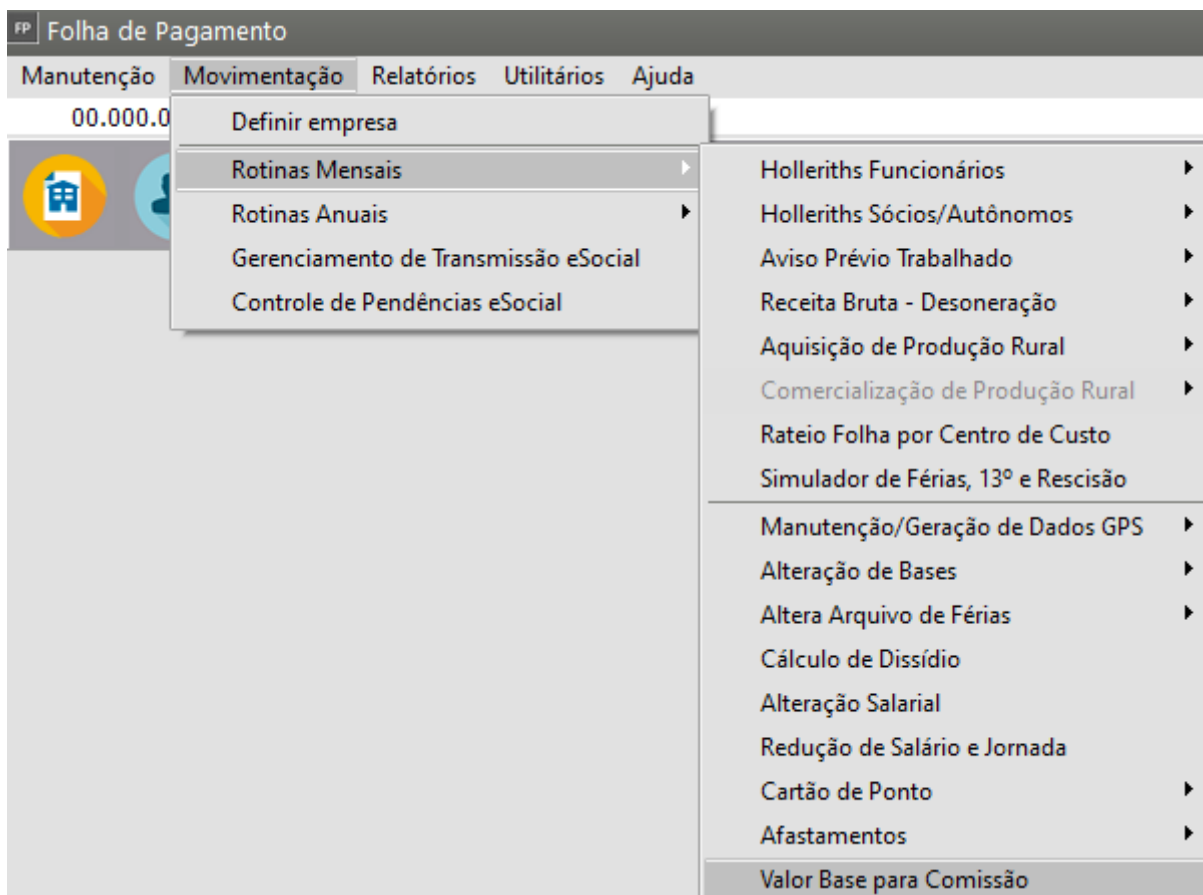 FP Folha de Pagamento
Manutenção Movimentação Relatórios Utilitários Ajuda
00.000.0
Definir empresa
Rotinas Mensais
Rotinas Anuais
Gerenciamento de Transmissão eSocial
Controle de Pendências eSocial
Holleriths Funcionários
Holleriths Sócios/Autônomos
Aviso Prévio Trabalhado
Receita Bruta - Desoneração
Aquisição de Produção Rural
Comercialização de Produção Rural
Rateio Folha por Centro de Custo
Simulador de Férias, 13º e Rescisão
Manutenção/Geração de Dados GPS
Alteração de Bases
Altera Arquivo de Férias
Cálculo de Dissídio
Alteração Salarial
Redução de Salário e Jornada
Cartão de Ponto
Afastamentos
Valor Base para Comissão